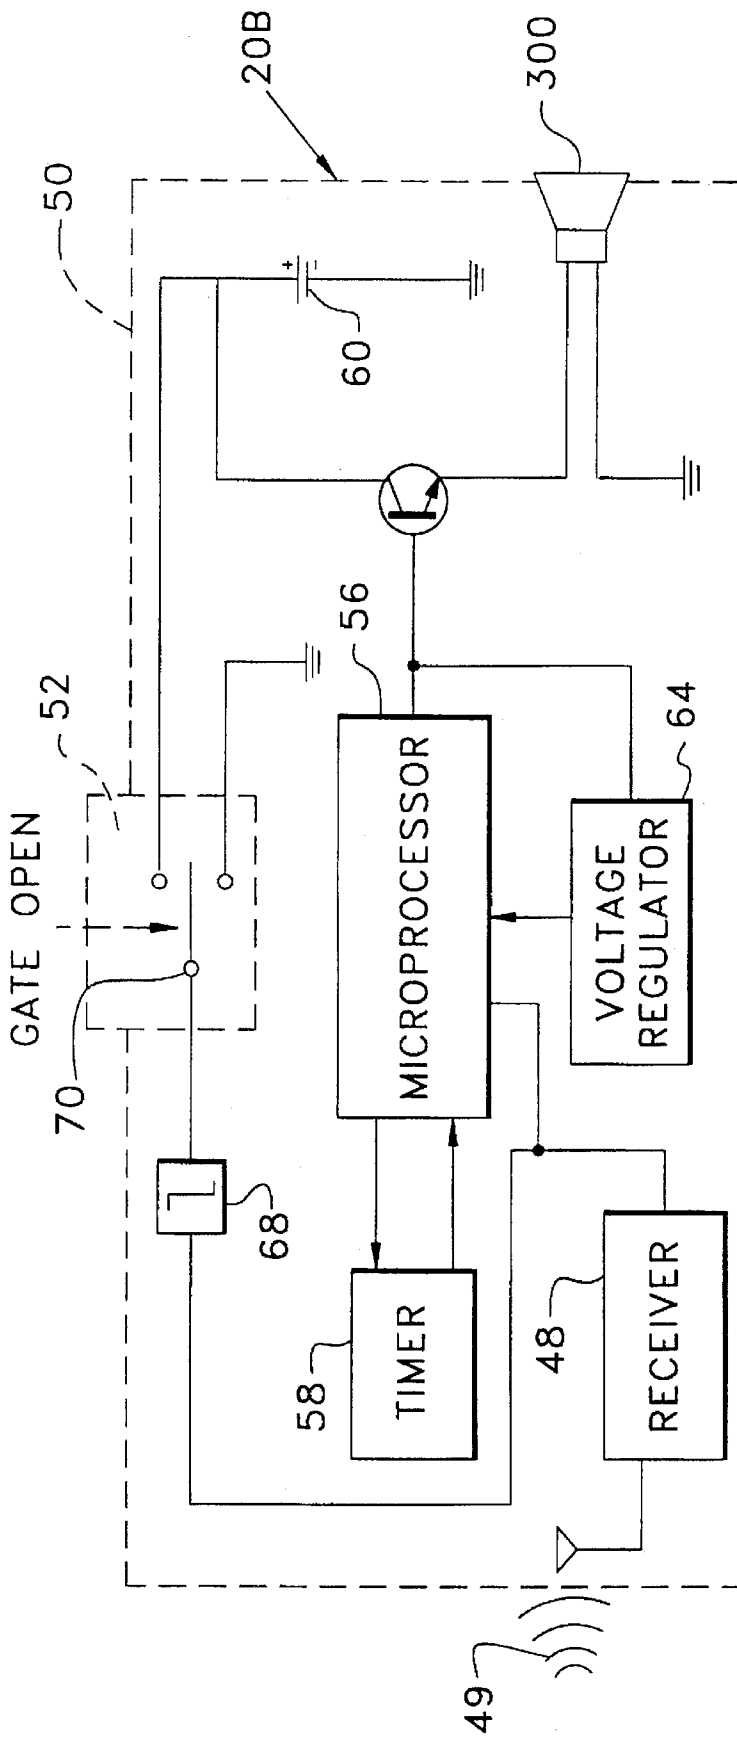 GATE OPEN
52
50
20B
70
68
60
300
56
MICROPROCESSOR
58
TIMER
64
VOLTAGE
REGULATOR
48
RECEIVER
49
+
-